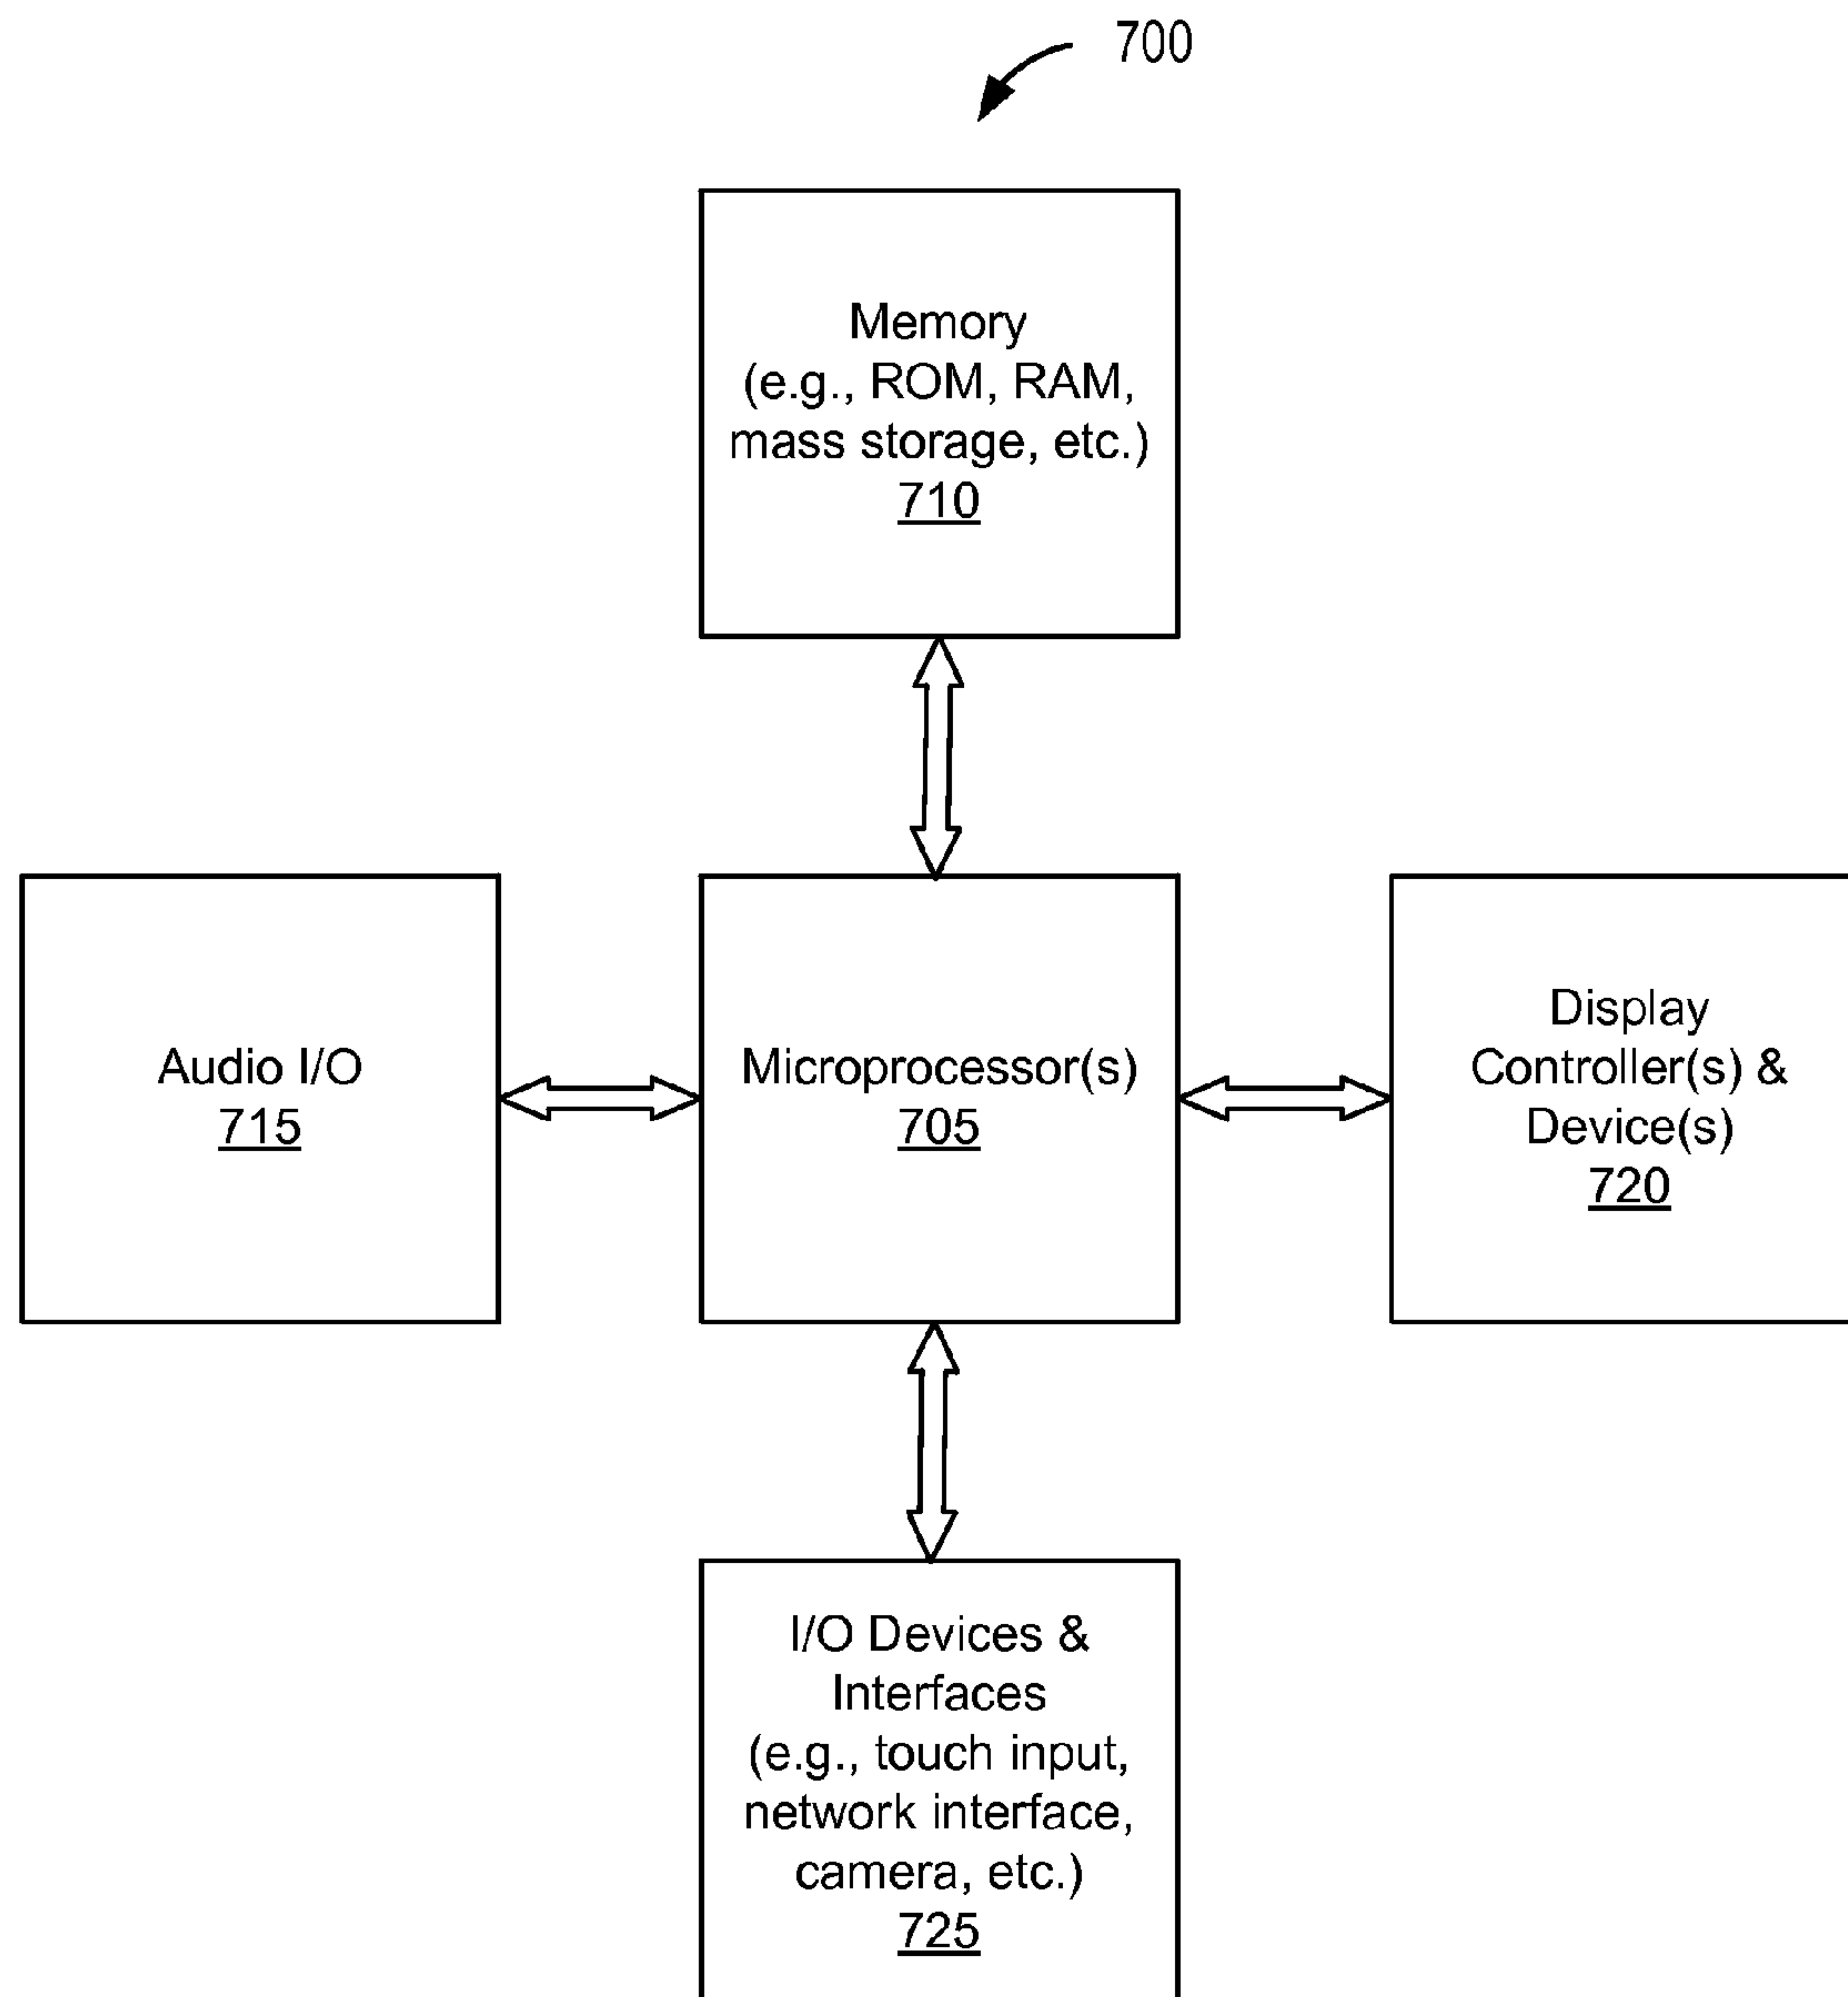 700
Memory
(e.g., ROM, RAM,
mass storage, etc.)
710
Audio I/O
715
Microprocessor(s)
705
Display
Controller(s) &
Device(s)
720
I/O Devices &
Interfaces
(e.g., touch input,
network interface,
camera, etc.)
725